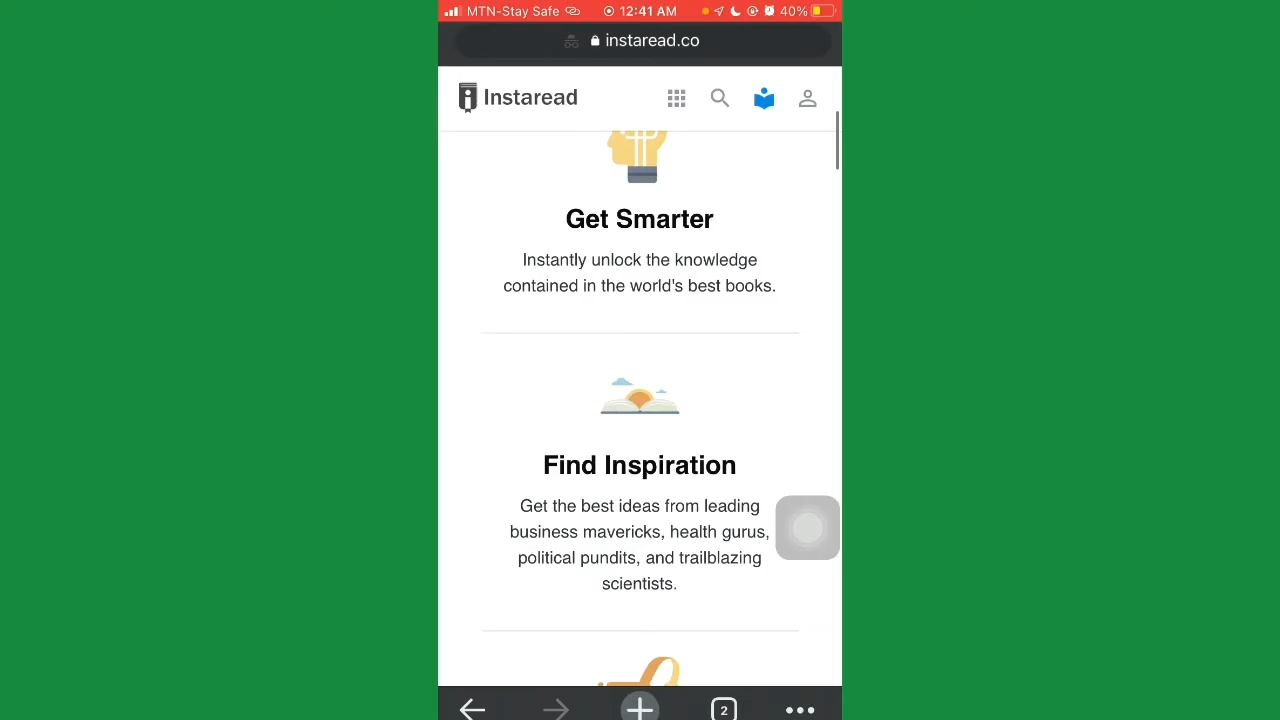 MTN-Stay Safe 12:41 AM 40%
instaread.co
Instaread
Get Smarter
Instantly unlock the knowledge
contained in the world's best books.
Find Inspiration
Get the best ideas from leading
business mavericks, health gurus,
political pundits, and trailblazing
scientists.
2